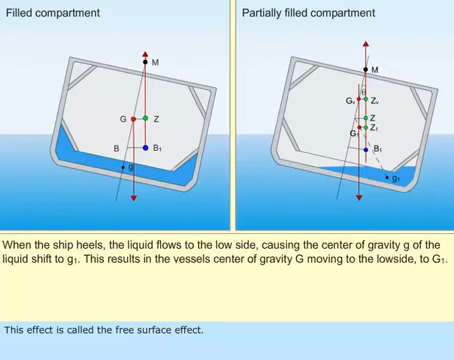 Filled compartment
Partially filled compartment
M
M
θ
Gᵥ Zᵥ
G Z
Z
G₁ Z₁
B B₁
B₁
g
g₁
When the ship heels, the liquid flows to the low side, causing the center of gravity g of the
liquid shift to g₁. This results in the vessels center of gravity G moving to the lowside, to G₁.
This effect is called the free surface effect.